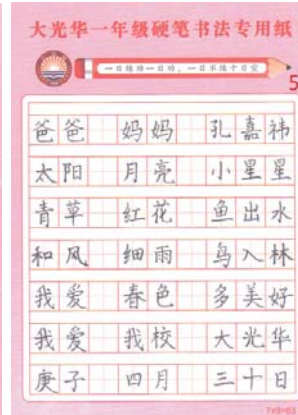 大光华一年级硬笔书法专用纸
一日练功一日功，一日不练十日空
5
爸爸 妈妈 孔嘉祎
太阳 月亮 小星星
青草 红花 鱼出水
和风 细雨 鸟入林
我爱 春色 多美好
我爱 我校 大光华
庚子 四月 三十日
7x9=63